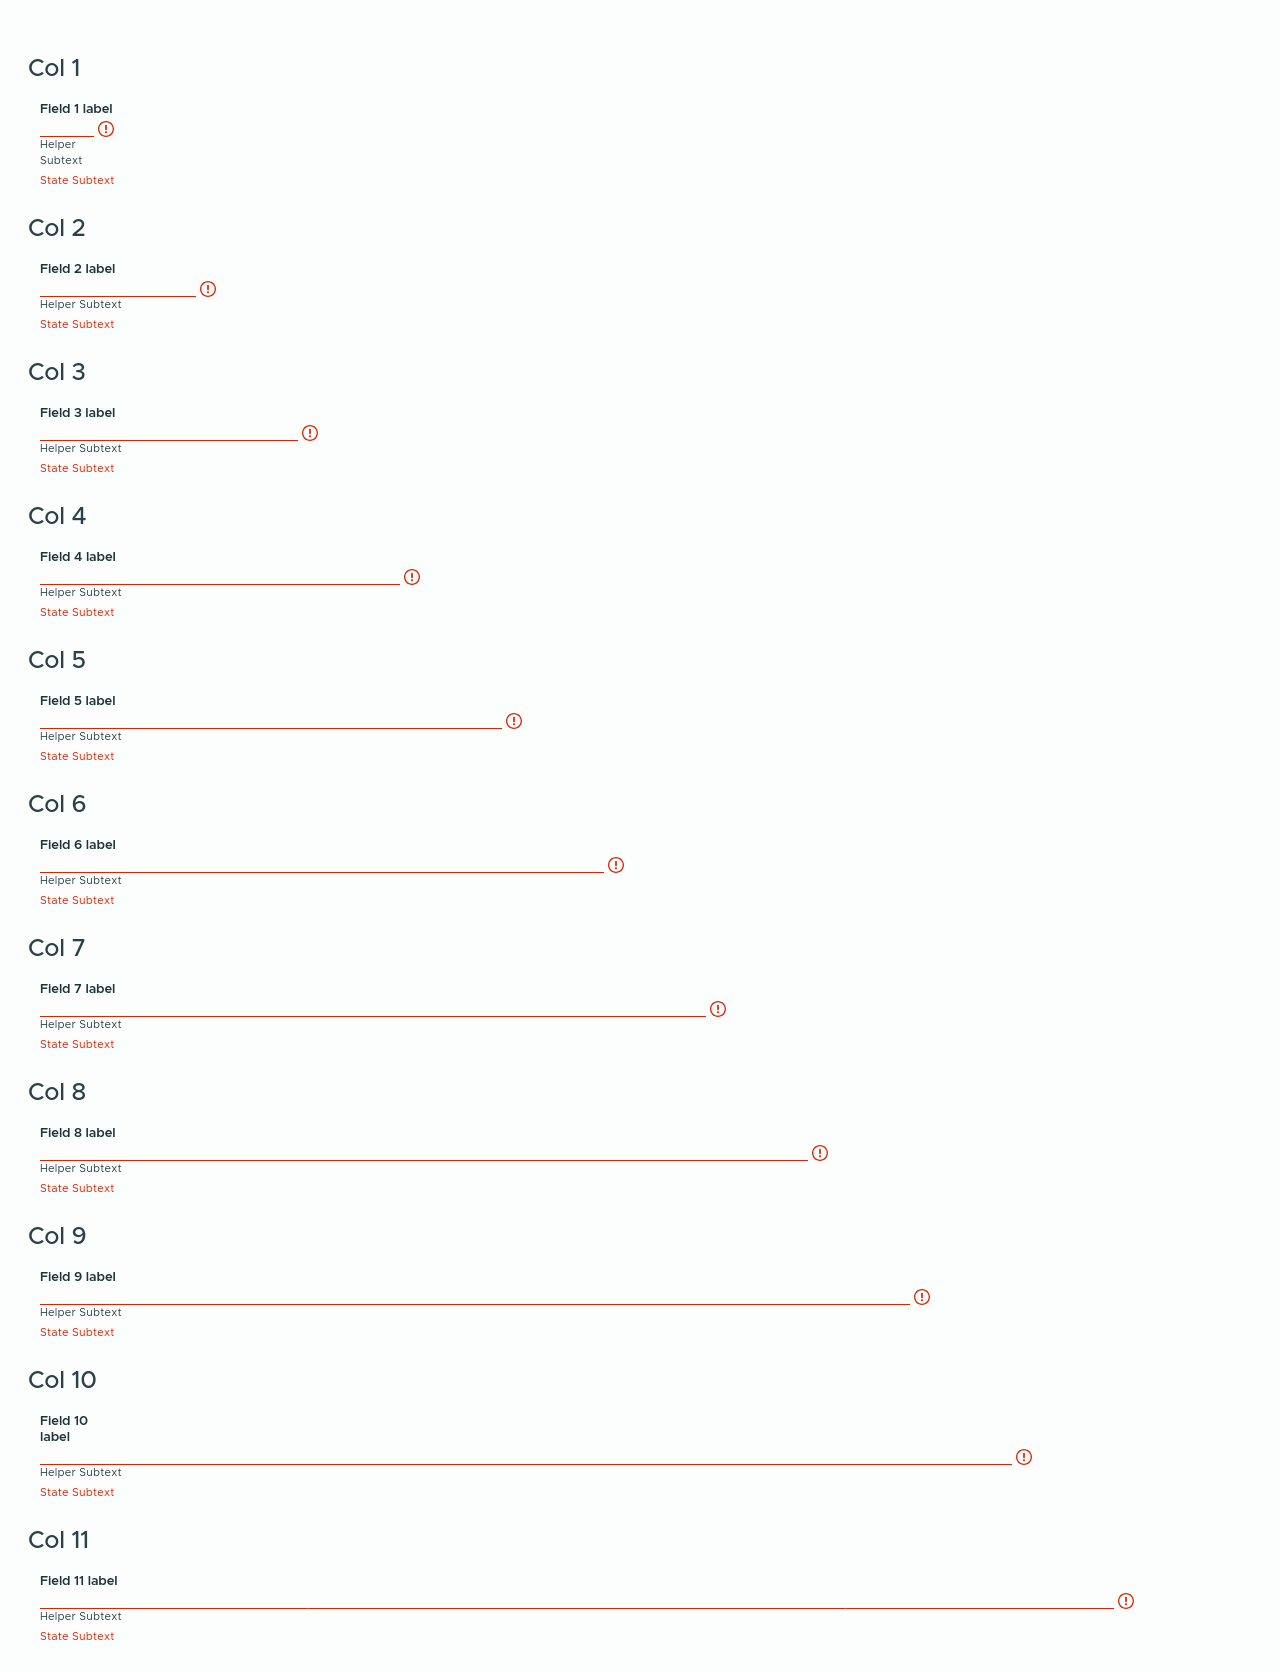 Col 1
Field 1 label
Helper
Subtext
State Subtext
Col 2
Field 2 label
Helper Subtext
State Subtext
Col 3
Field 3 label
Helper Subtext
State Subtext
Col 4
Field 4 label
Helper Subtext
State Subtext
Col 5
Field 5 label
Helper Subtext
State Subtext
Col 6
Field 6 label
Helper Subtext
State Subtext
Col 7
Field 7 label
Helper Subtext
State Subtext
Col 8
Field 8 label
Helper Subtext
State Subtext
Col 9
Field 9 label
Helper Subtext
State Subtext
Col 10
Field 10
label
Helper Subtext
State Subtext
Col 11
Field 11 label
Helper Subtext
State Subtext